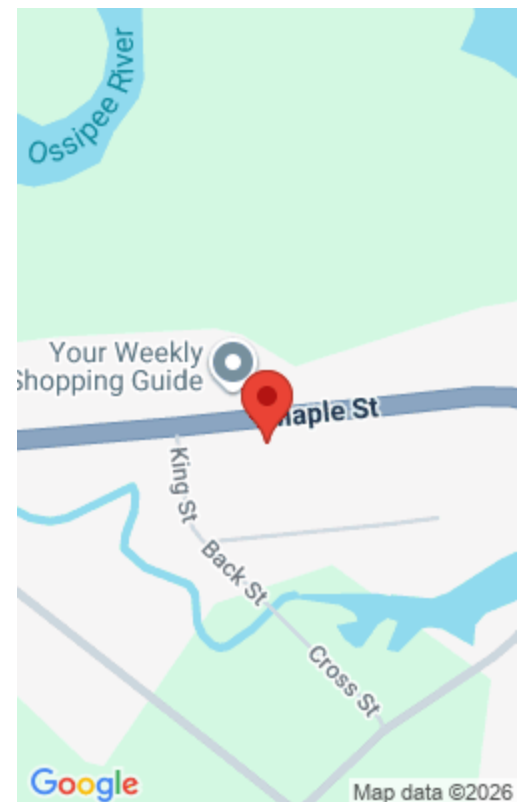 Ossipee River
Your Weekly
Shopping Guide
Maple St
King St
Back St
Cross St
Google
Map data ©2026